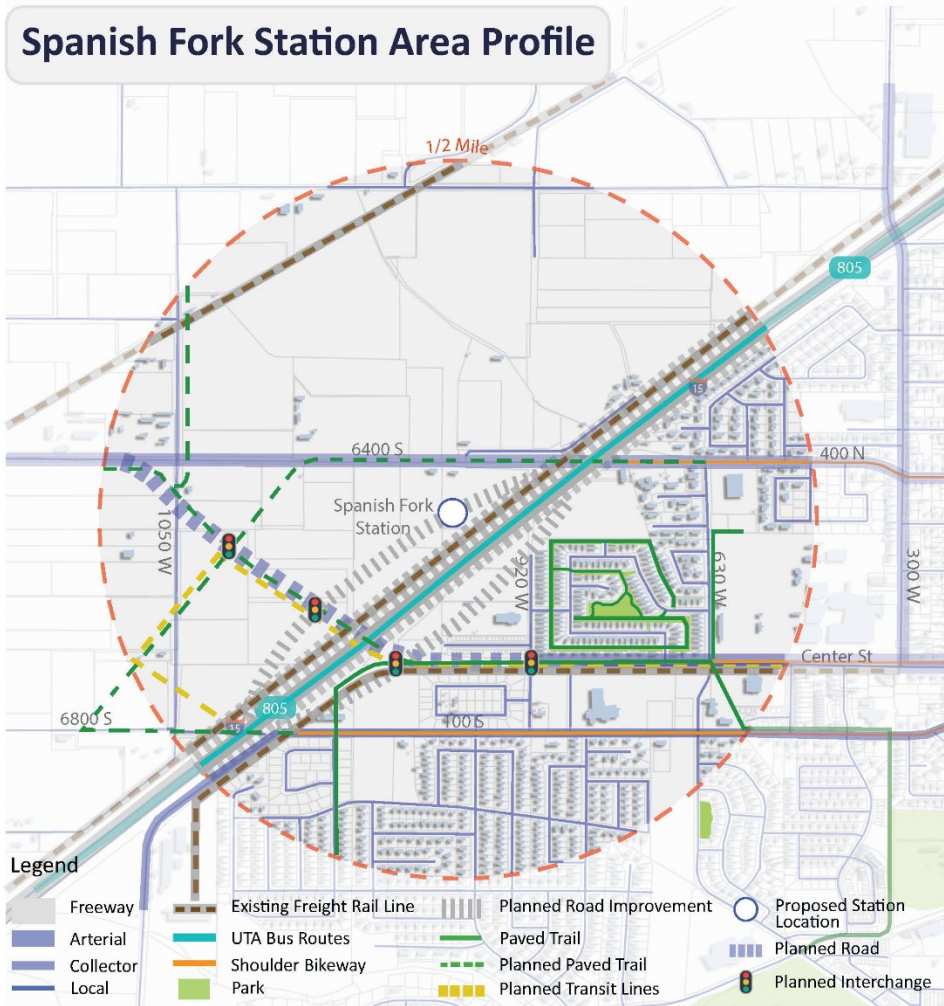 Spanish Fork Station Area Profile
1/2 Mile
805
15
6400 S
400 N
Spanish Fork
Station
1050 W
920 W
630 W
300 W
Center St
805
6800 S
15
100 S
Legend
Freeway
Existing Freight Rail Line
Planned Road Improvement
Proposed Station
Location
Arterial
UTA Bus Routes
Paved Trail
Planned Road
Collector
Shoulder Bikeway
Planned Paved Trail
Planned Interchange
Local
Park
Planned Transit Lines